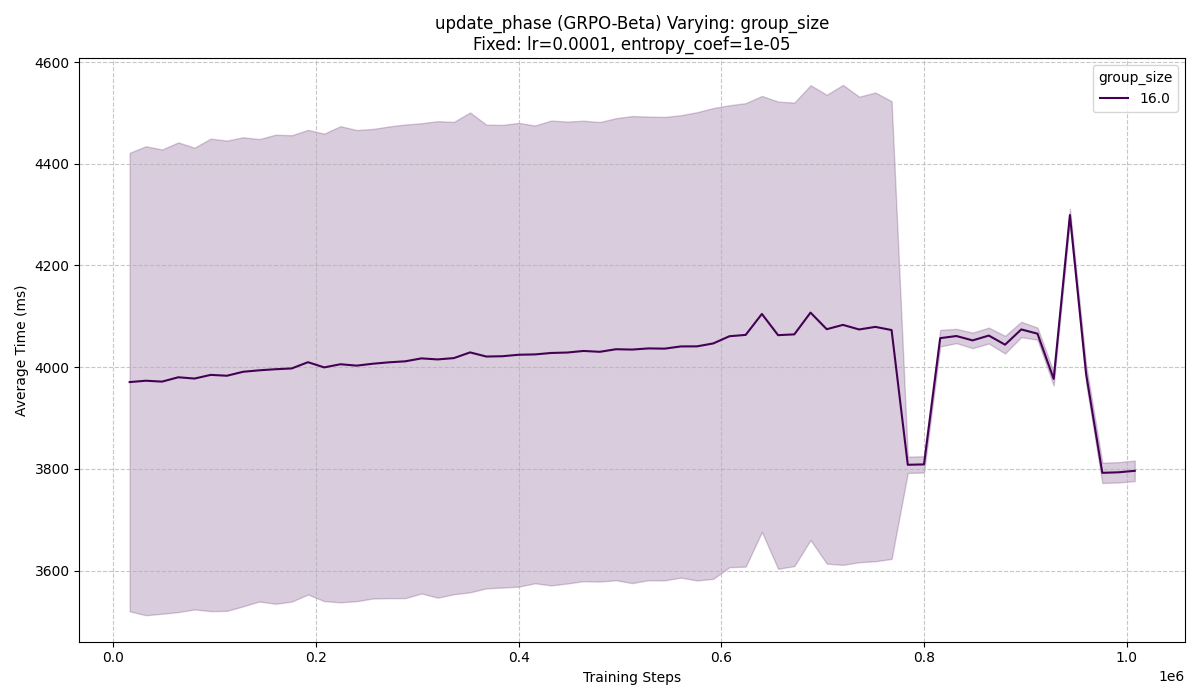 update_phase (GRPO-Beta) Varying: group_size
Fixed: lr=0.0001, entropy_coef=1e-05
group_size
16.0
Average Time (ms)
4600
4400
4200
4000
3800
3600
0.0
0.2
0.4
0.6
0.8
1.0
1e6
Training Steps